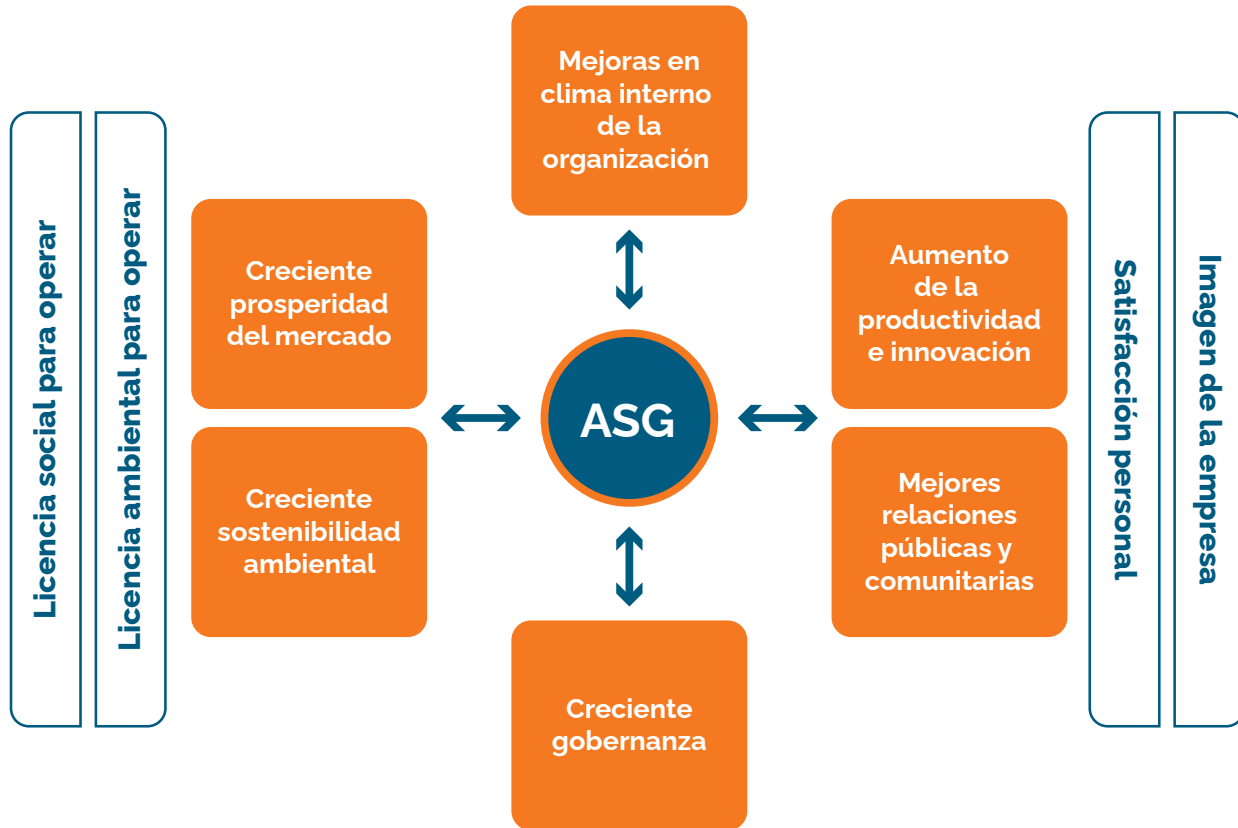 Licencia social para operar
Licencia ambiental para operar
Mejoras en
clima interno
de la
organización
Creciente
prosperidad
del mercado
Creciente
sostenibilidad
ambiental
ASG
Aumento
de la
productividad
e innovación
Mejores
relaciones
públicas y
comunitarias
Creciente
gobernanza
Satisfacción personal
Imagen de la empresa